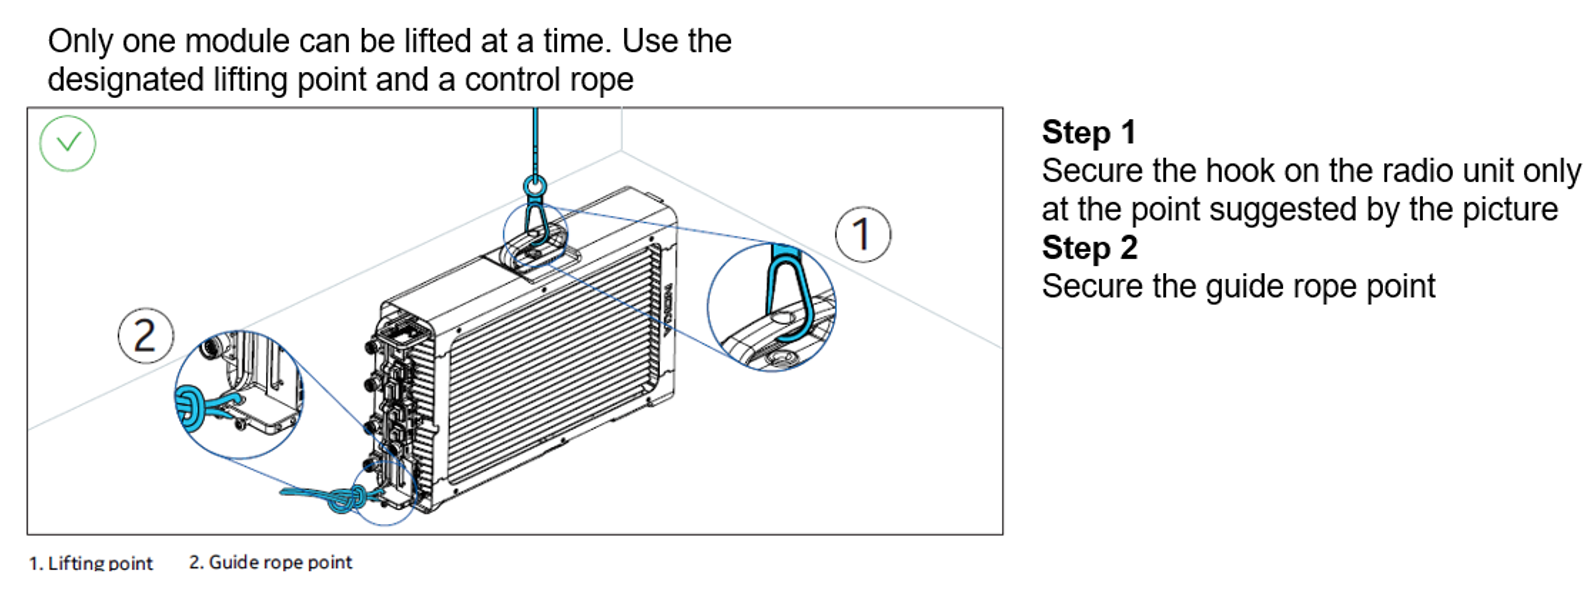 Only one module can be lifted at a time. Use the
designated lifting point and a control rope
Step 1
Secure the hook on the radio unit only
at the point suggested by the picture
Step 2
Secure the guide rope point
1
2
NOKIA
1. Lifting point
2. Guide rope point